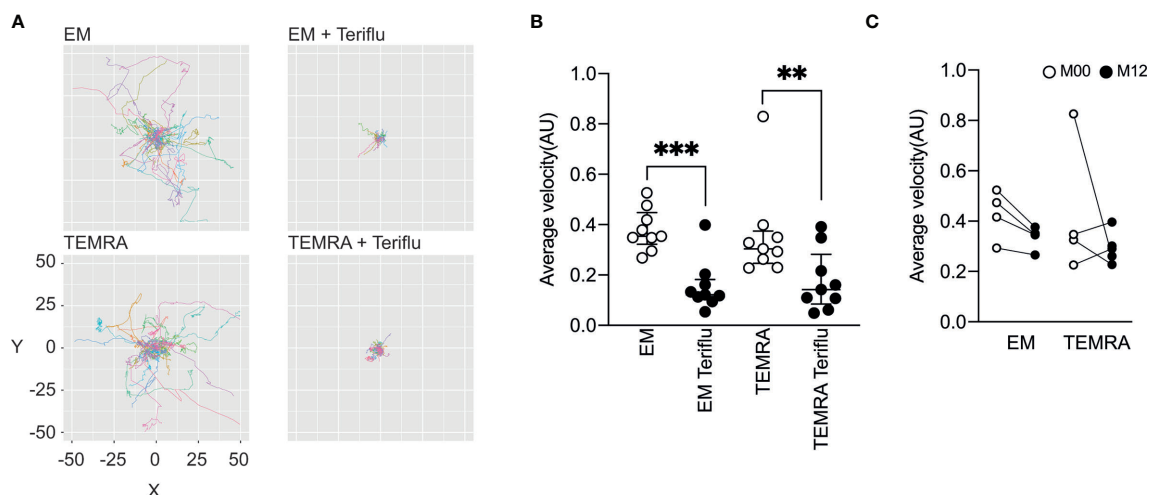 A
EM
EM + Teriflu
TEMRA
TEMRA + Teriflu
50
25
Y 0
-25
-50
-50 -25 0 25 50
X
B
Average velocity(AU)
1.0
0.8
0.6
0.4
0.2
0.0
***
**
EM
EM Teriflu
TEMRA
TEMRA Teriflu
C
M00 M12
Average velocity(AU)
1.0
0.8
0.6
0.4
0.2
0.0
EM TEMRA